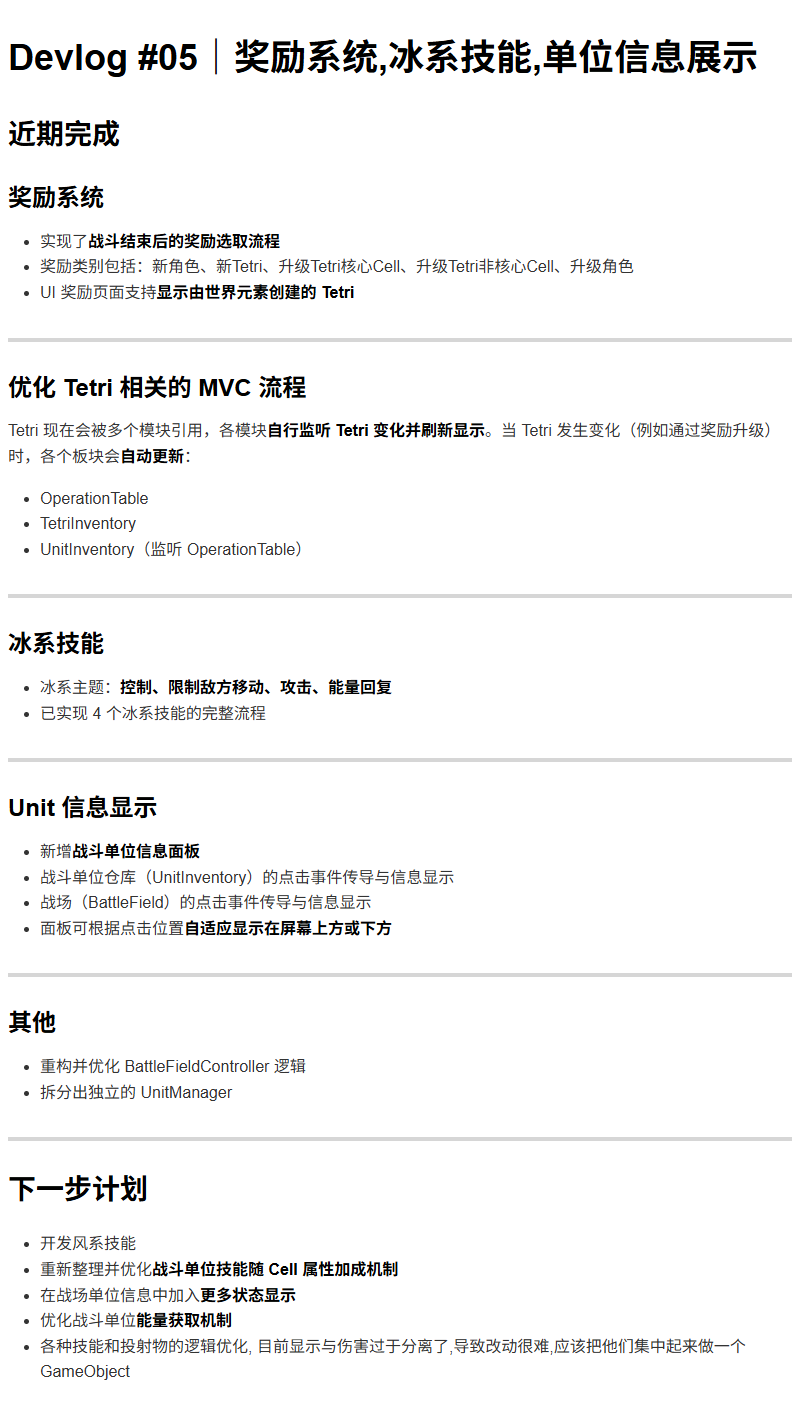 Devlog #05｜奖励系统,冰系技能,单位信息展示
近期完成
奖励系统
实现了战斗结束后的奖励选取流程
奖励类别包括：新角色、新Tetri、升级Tetri核心Cell、升级Tetri非核心Cell、升级角色
UI 奖励页面支持显示由世界元素创建的 Tetri
优化 Tetri 相关的 MVC 流程
Tetri 现在会被多个模块引用，各模块自行监听 Tetri 变化并刷新显示。当 Tetri 发生变化（例如通过奖励升级）
时，各个板块会自动更新：
OperationTable
TetriInventory
UnitInventory（监听 OperationTable）
冰系技能
冰系主题：控制、限制敌方移动、攻击、能量回复
已实现 4 个冰系技能的完整流程
Unit 信息显示
新增战斗单位信息面板
战斗单位仓库（UnitInventory）的点击事件传导与信息显示
战场（BattleField）的点击事件传导与信息显示
面板可根据点击位置自适应显示在屏幕上方或下方
其他
重构并优化 BattleFieldController 逻辑
拆分出独立的 UnitManager
下一步计划
开发风系技能
重新整理并优化战斗单位技能随 Cell 属性加成机制
在战场单位信息中加入更多状态显示
优化战斗单位能量获取机制
各种技能和投射物的逻辑优化, 目前显示与伤害过于分离了,导致改动很难,应该把他们集中起来做一个
GameObject